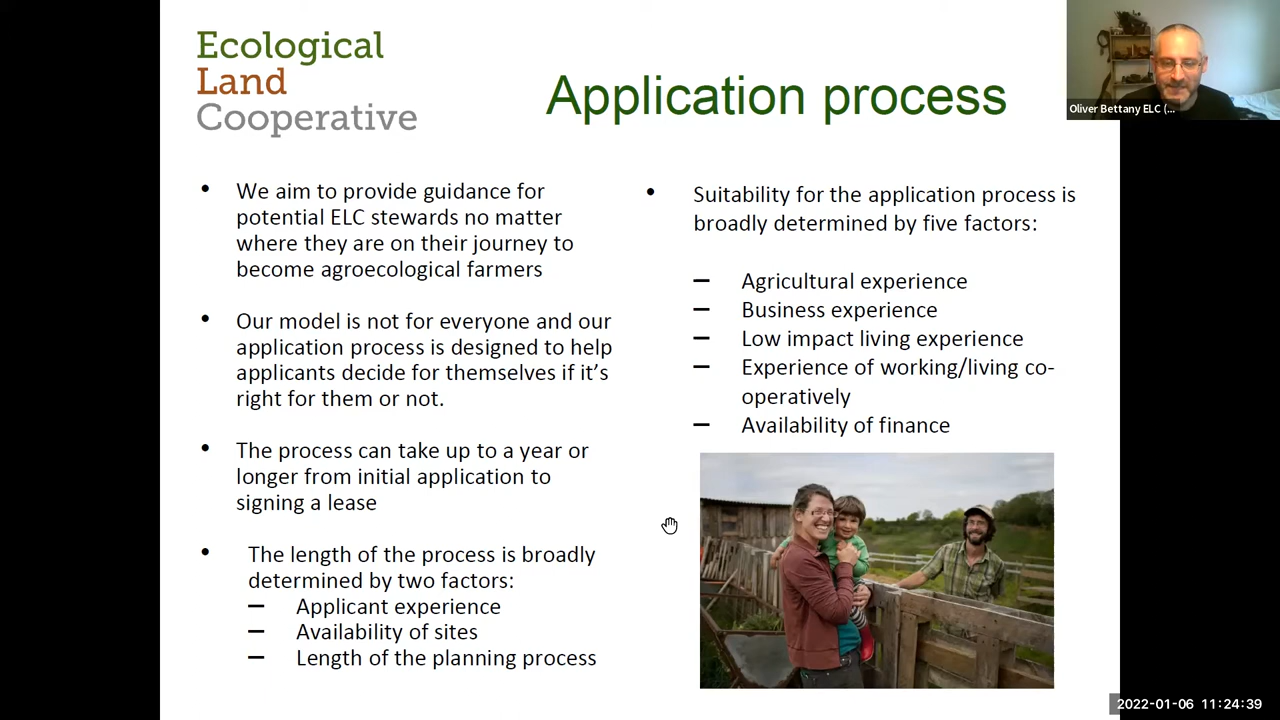 Ecological
Land
Cooperative
Application process
Oliver Bettany ELC (...
• We aim to provide guidance for
potential ELC stewards no matter
where they are on their journey to
become agroecological farmers
• Our model is not for everyone and our
application process is designed to help
applicants decide for themselves if it's
right for them or not.
• The process can take up to a year or
longer from initial application to
signing a lease
• The length of the process is broadly
determined by two factors:
– Applicant experience
– Availability of sites
– Length of the planning process
• Suitability for the application process is
broadly determined by five factors:
– Agricultural experience
– Business experience
– Low impact living experience
– Experience of working/living co-
operatively
– Availability of finance
2022-01-06 11:24:39